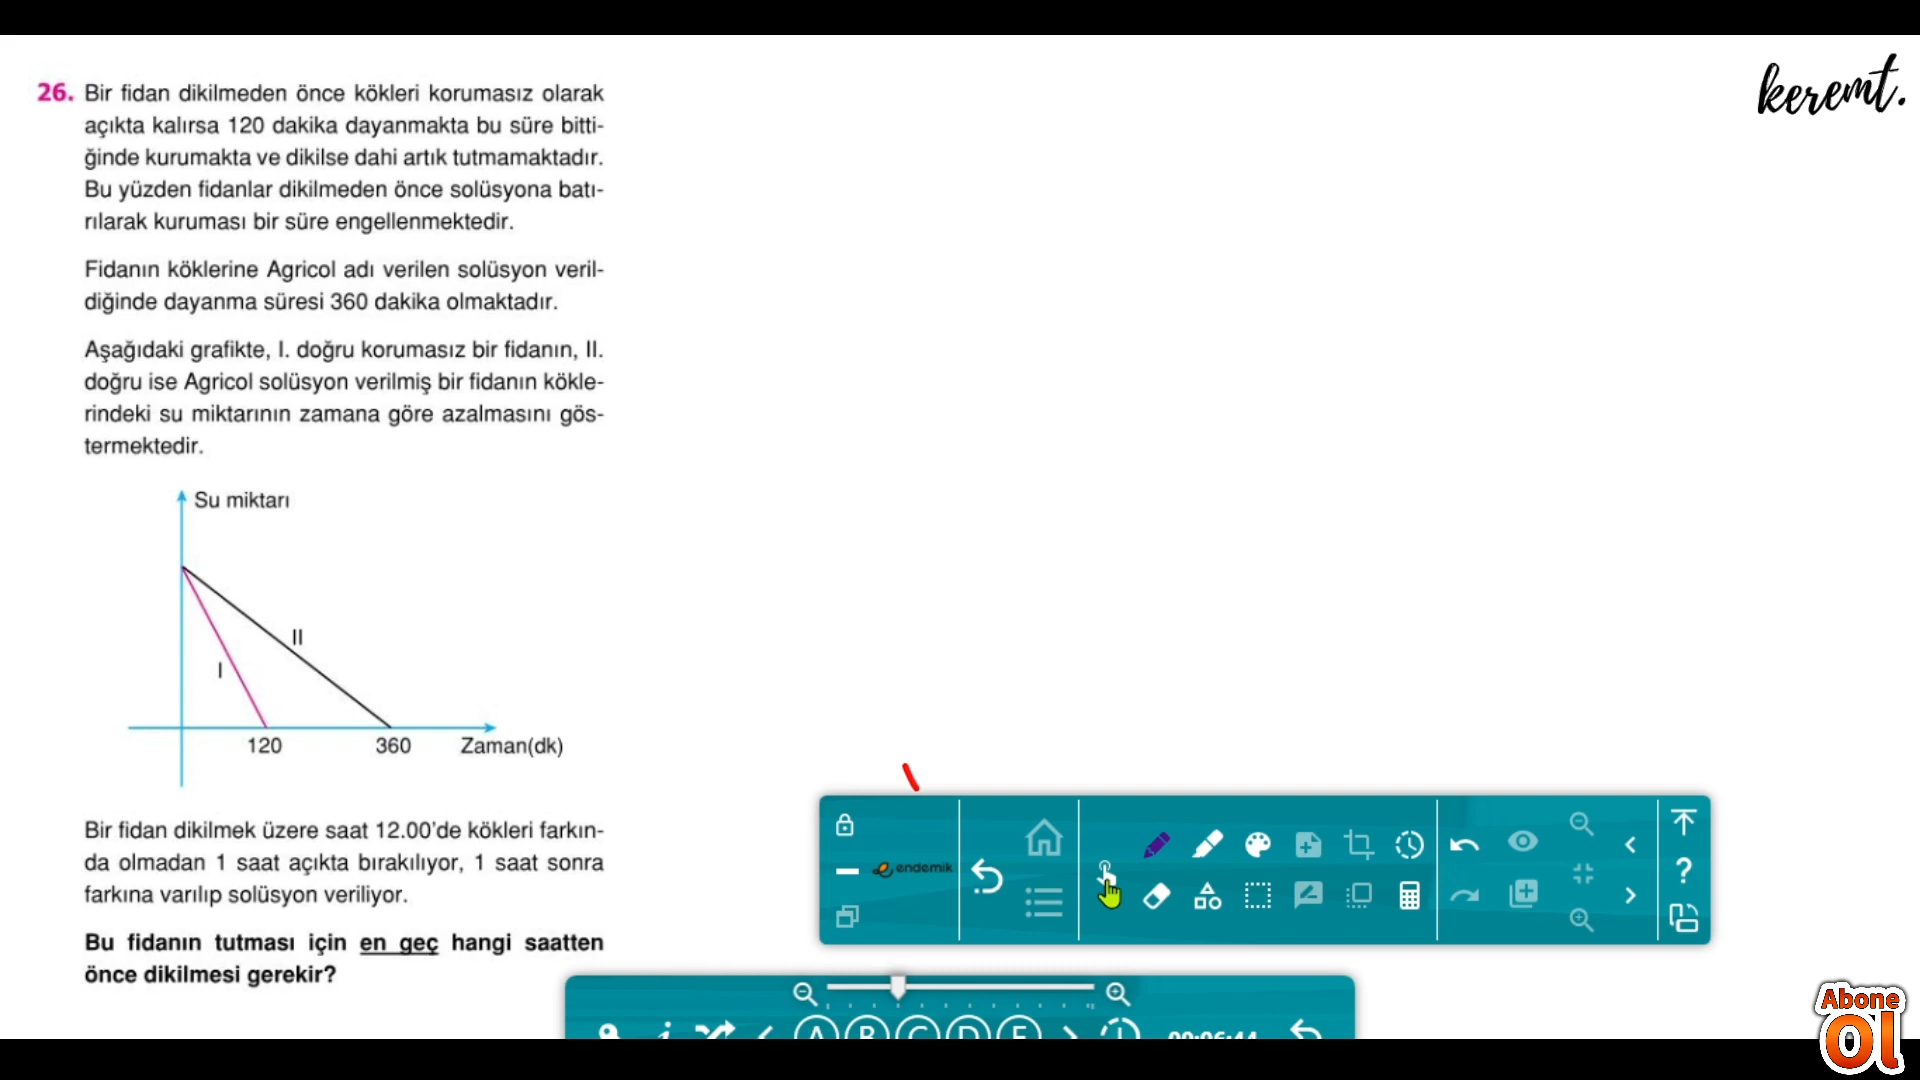 keremt.
26. Bir fidan dikilmeden önce kökleri korumasız olarak
açıkta kalırsa 120 dakika dayanmakta bu süre bitti-
ğinde kurumakta ve dikilse dahi artık tutmamaktadır.
Bu yüzden fidanlar dikilmeden önce solüsyona batı-
rılarak kuruması bir süre engellenmektedir.
Fidanın köklerine Agricol adı verilen solüsyon veril-
diğinde dayanma süresi 360 dakika olmaktadır.
Aşağıdaki grafikte, I. doğru korumasız bir fidanın, II.
doğru ise Agricol solüsyon verilmiş bir fidanın kökle-
rindeki su miktarının zamana göre azalmasını gös-
termektedir.
Su miktarı
II
I
120 360 Zaman(dk)
Bir fidan dikilmek üzere saat 12.00'de kökleri farkın-
da olmadan 1 saat açıkta bırakılıyor, 1 saat sonra
farkına varılıp solüsyon veriliyor.
Bu fidanın tutması için en geç hangi saatten
önce dikilmesi gerekir?
endemik
?
A B C D E 00:06:44
Abone
Ol